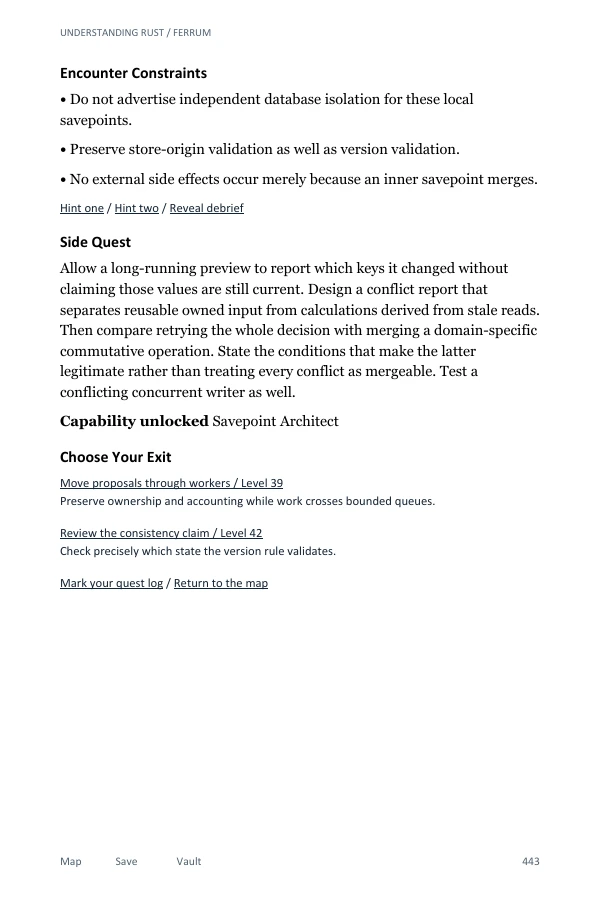 UNDERSTANDING RUST / FERRUM
Encounter Constraints
• Do not advertise independent database isolation for these local
savepoints.
• Preserve store-origin validation as well as version validation.
• No external side effects occur merely because an inner savepoint merges.
Hint one / Hint two / Reveal debrief
Side Quest
Allow a long-running preview to report which keys it changed without
claiming those values are still current. Design a conflict report that
separates reusable owned input from calculations derived from stale reads.
Then compare retrying the whole decision with merging a domain-specific
commutative operation. State the conditions that make the latter
legitimate rather than treating every conflict as mergeable. Test a
conflicting concurrent writer as well.
Capability unlocked Savepoint Architect
Choose Your Exit
Move proposals through workers / Level 39
Preserve ownership and accounting while work crosses bounded queues.
Review the consistency claim / Level 42
Check precisely which state the version rule validates.
Mark your quest log / Return to the map
Map Save Vault 443